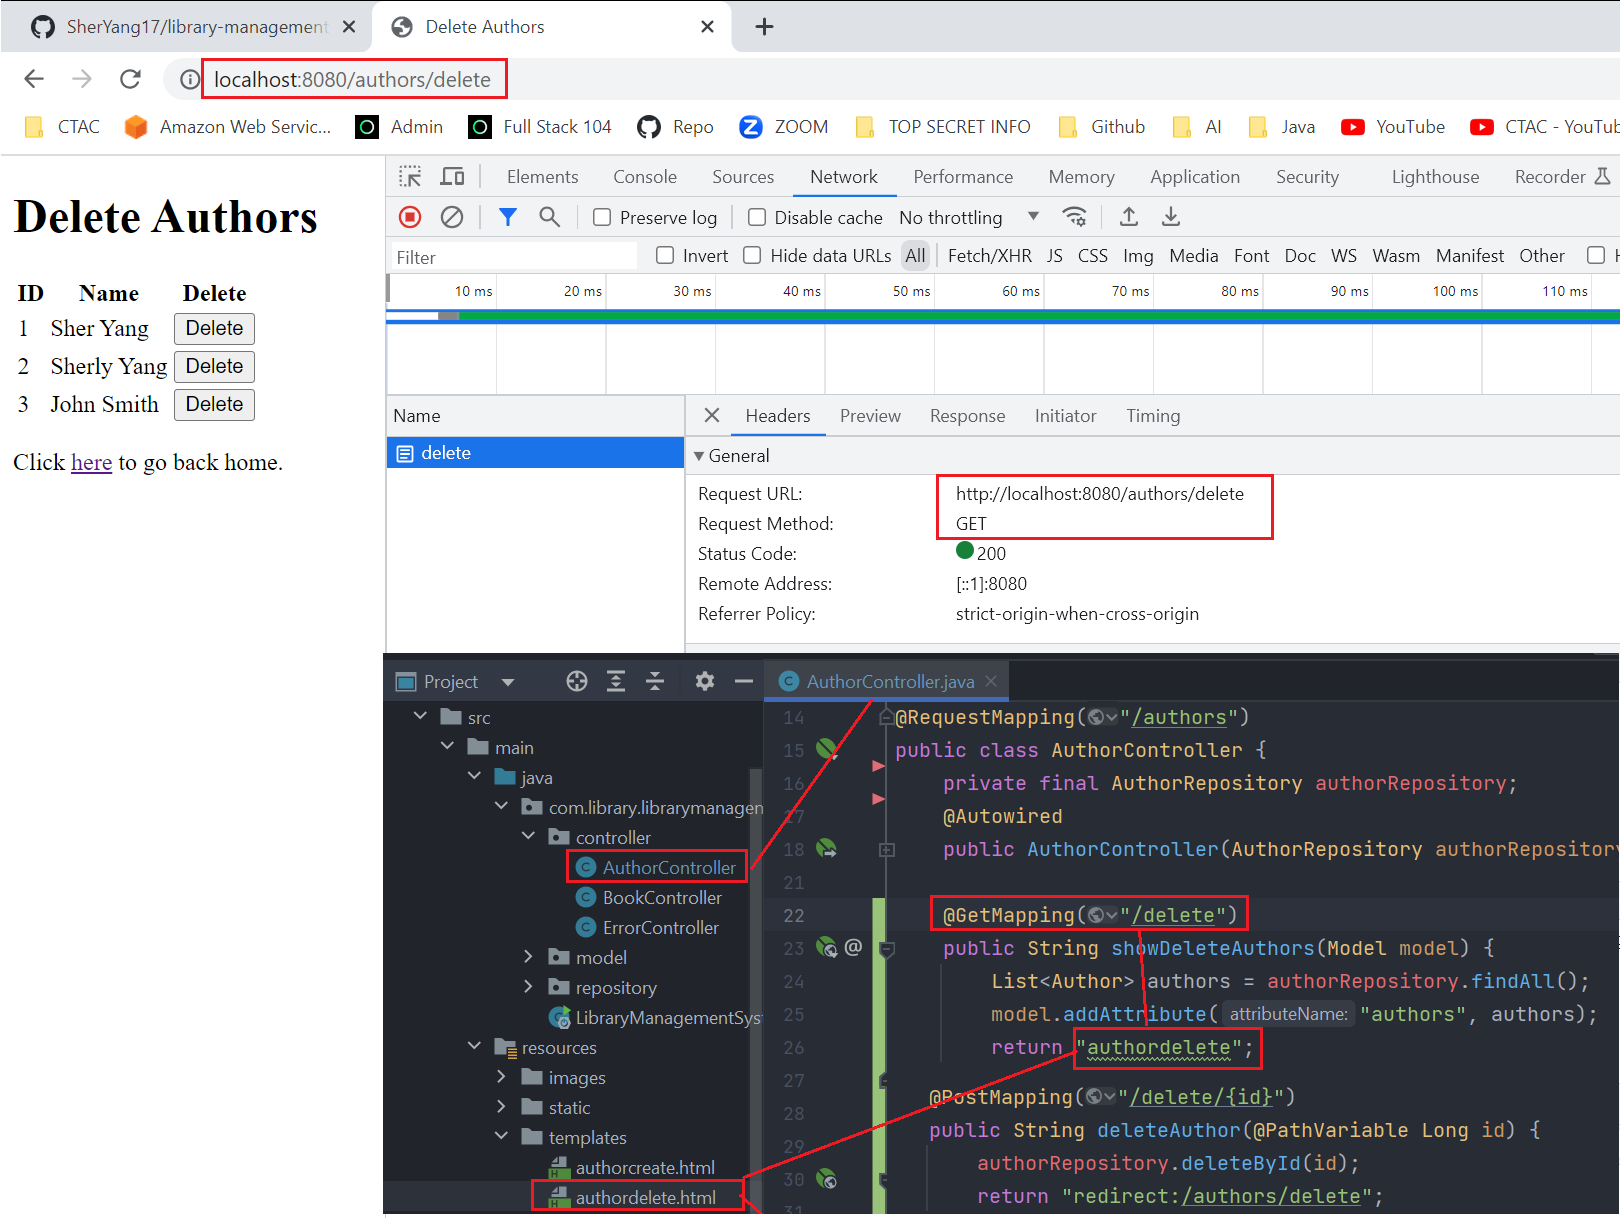 SherYang17/library-management
Delete Authors
localhost:8080/authors/delete
CTAC
Amazon Web Servic...
Admin
Full Stack 104
Repo
ZOOM
TOP SECRET INFO
Github
AI
Java
YouTube
CTAC - YouTub
Delete Authors
ID Name Delete
1 Sher Yang Delete
2 Sherly Yang Delete
3 John Smith Delete
Click here to go back home.
Elements Console Sources Network Performance Memory Application Security Lighthouse Recorder
Preserve log Disable cache No throttling
Filter Invert Hide data URLs All Fetch/XHR JS CSS Img Media Font Doc WS Wasm Manifest Other
10 ms 20 ms 30 ms 40 ms 50 ms 60 ms 70 ms 80 ms 90 ms 100 ms 110 ms
Name
delete
Headers Preview Response Initiator Timing
General
Request URL: http://localhost:8080/authors/delete
Request Method: GET
Status Code: 200
Remote Address: [::1]:8080
Referrer Policy: strict-origin-when-cross-origin
Project
src
main
java
com.library.librarymanagen
controller
AuthorController
BookController
ErrorController
model
repository
LibraryManagementSys
resources
images
static
templates
authorcreate.html
authordelete.html
AuthorController.java
14 @RequestMapping("/authors")
15 public class AuthorController {
16 private final AuthorRepository authorRepository;
17 @Autowired
18 public AuthorController(AuthorRepository authorRepository
21
22 @GetMapping("/delete")
23 public String showDeleteAuthors(Model model) {
24 List<Author> authors = authorRepository.findAll();
25 model.addAttribute( attributeName: "authors", authors);
26 return "authordelete";
27
28 @PostMapping("/delete/{id}")
29 public String deleteAuthor(@PathVariable Long id) {
30 authorRepository.deleteById(id);
31 return "redirect:/authors/delete";